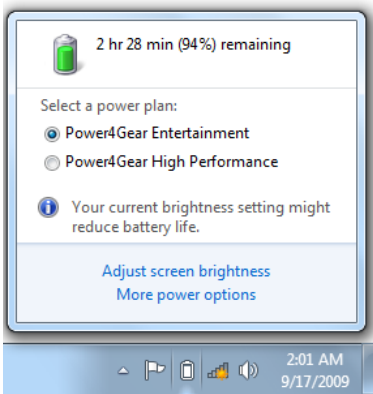 2 hr 28 min (94%) remaining
Select a power plan:
Power4Gear Entertainment
Power4Gear High Performance
Your current brightness setting might
reduce battery life.
Adjust screen brightness
More power options
2:01 AM
9/17/2009